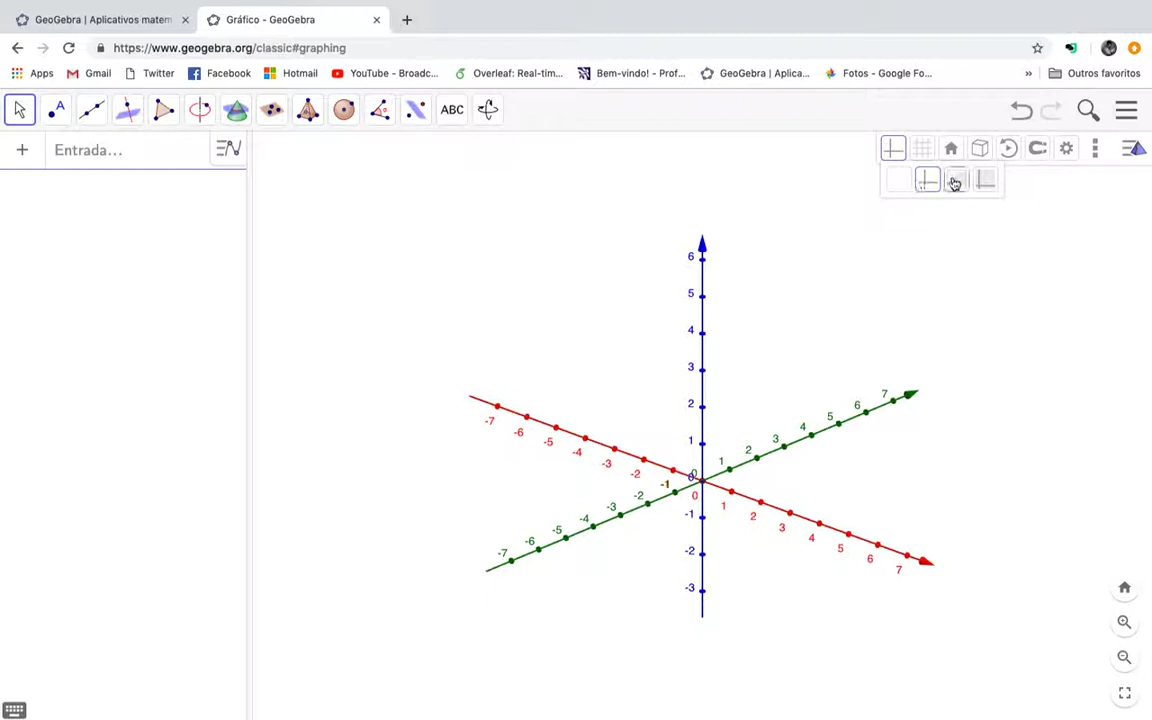 GeoGebra | Aplicativos matem
Gráfico - GeoGebra
https://www.geogebra.org/classic#graphing
Apps Gmail Twitter Facebook Hotmail YouTube - Broadc... Overleaf: Real-tim... Bem-vindo! - Prof... GeoGebra | Aplica... Fotos - Google Fo... » Outros favoritos
A ABC
Entrada...
6
5
4
3
2
1
0
-1
-2
-3
-7 -6 -5 -4 -3 -2 -1 0 1 2 3 4 5 6 7
-7 -6 -5 -4 -3 -2 -1 0 1 2 3 4 5 6 7